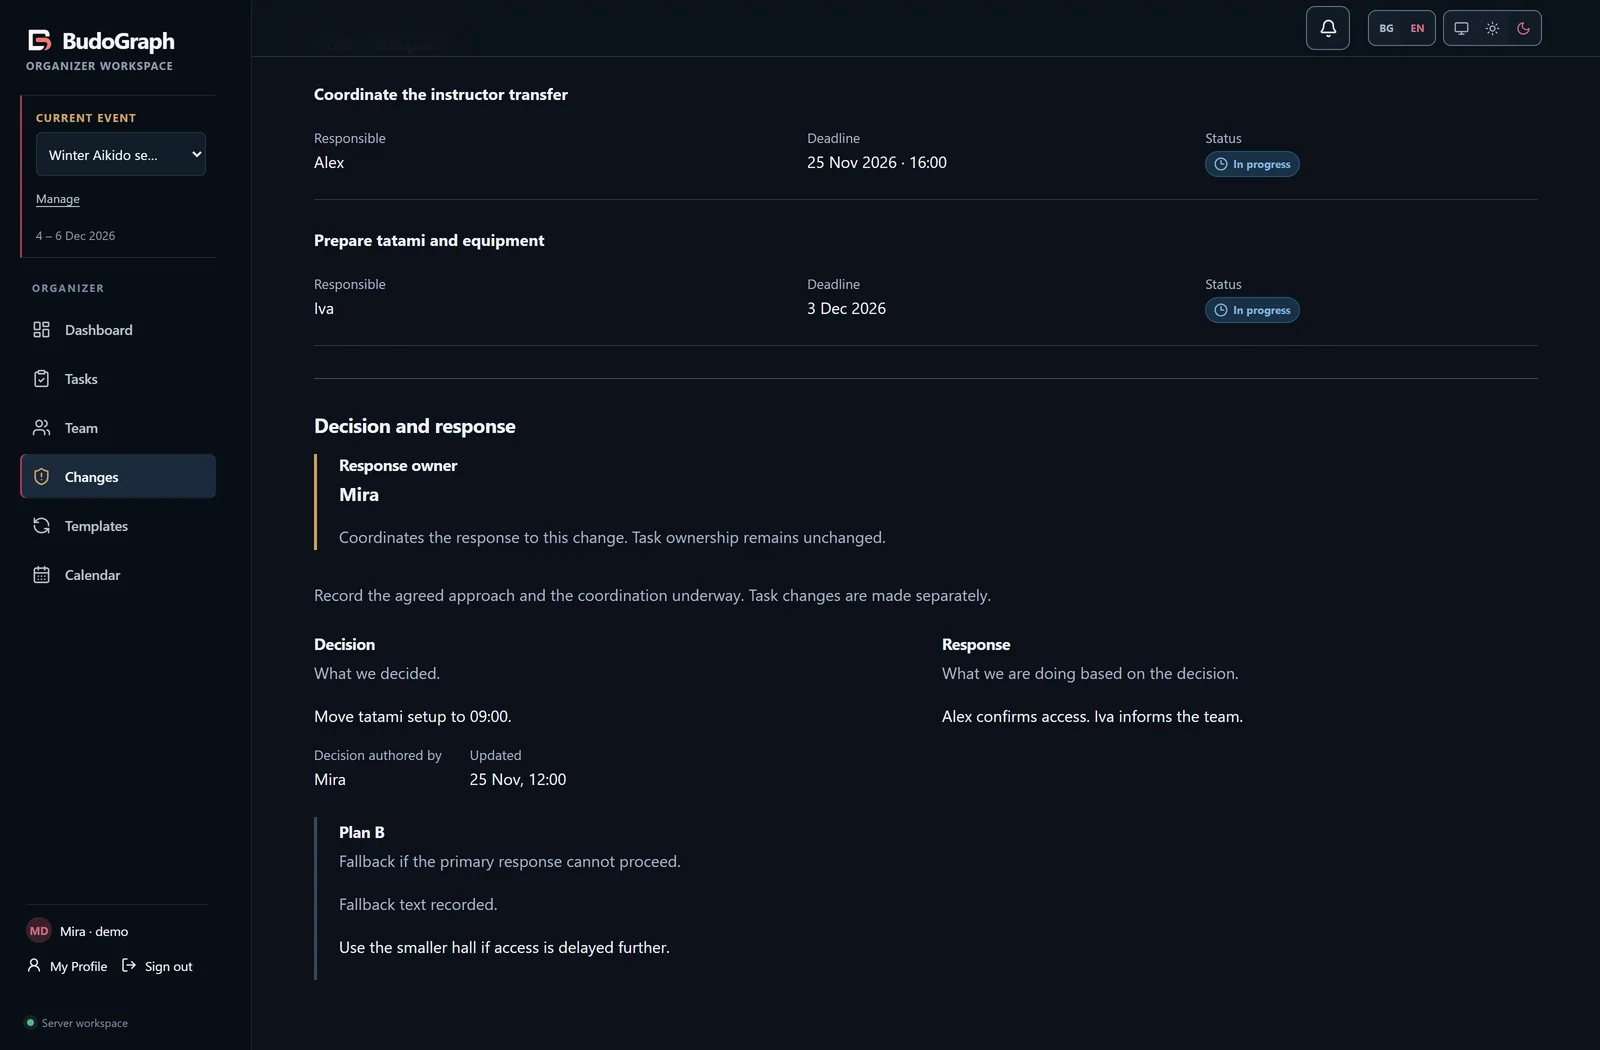 BudoGraph
ORGANIZER WORKSPACE
CURRENT EVENT
Winter Aikido se...
Manage
4 – 6 Dec 2026
ORGANIZER
Dashboard
Tasks
Team
Changes
Templates
Calendar
MD Mira · demo
My Profile Sign out
Server workspace
BG EN
Coordinate the instructor transfer
Responsible Deadline Status
Alex 25 Nov 2026 · 16:00 In progress
Prepare tatami and equipment
Responsible Deadline Status
Iva 3 Dec 2026 In progress
Decision and response
Response owner
Mira
Coordinates the response to this change. Task ownership remains unchanged.
Record the agreed approach and the coordination underway. Task changes are made separately.
Decision
What we decided.
Move tatami setup to 09:00.
Decision authored by Updated
Mira 25 Nov, 12:00
Response
What we are doing based on the decision.
Alex confirms access. Iva informs the team.
Plan B
Fallback if the primary response cannot proceed.
Fallback text recorded.
Use the smaller hall if access is delayed further.